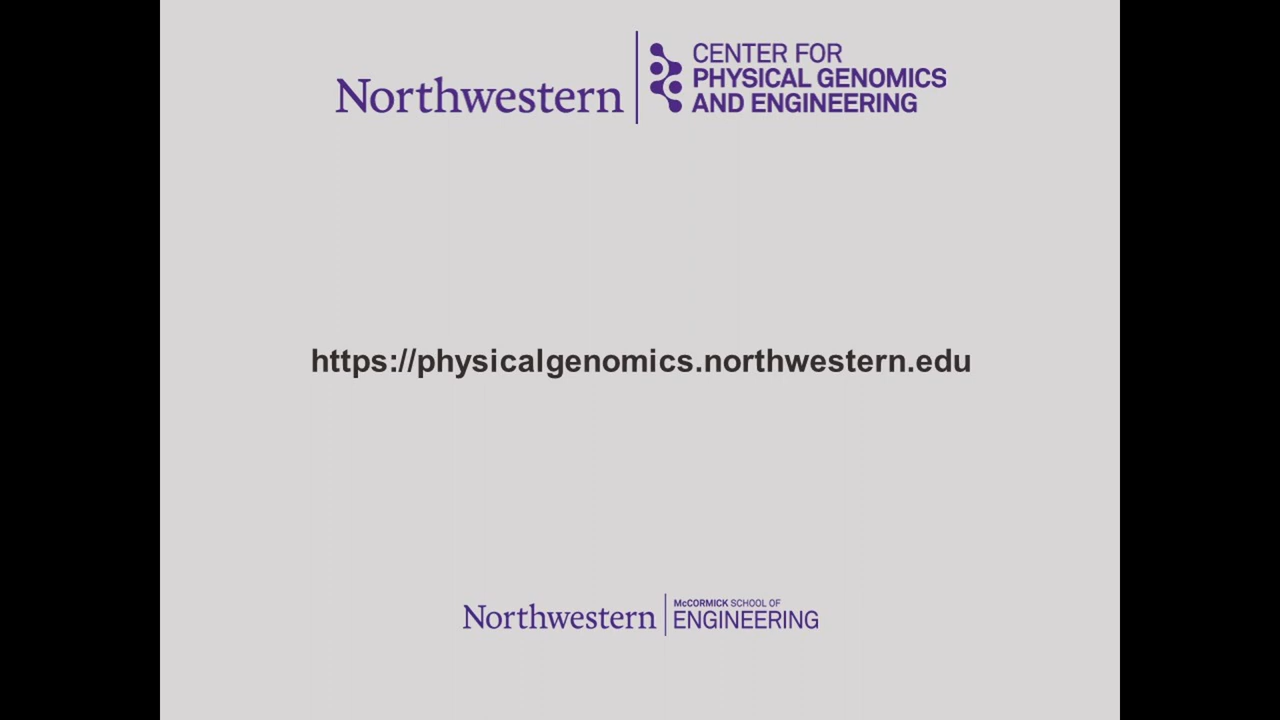 Northwestern
CENTER FOR
PHYSICAL GENOMICS
AND ENGINEERING
https://physicalgenomics.northwestern.edu
Northwestern
McCORMICK SCHOOL OF
ENGINEERING